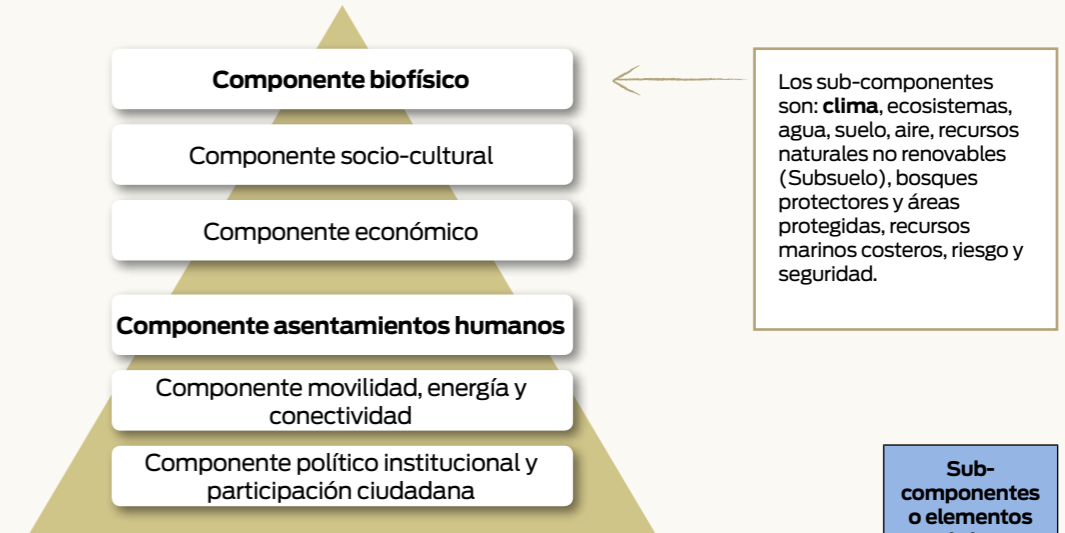 Componente biofísico
Componente socio-cultural
Componente económico
Componente asentamientos humanos
Componente movilidad, energía y
conectividad
Componente político institucional y
participación ciudadana
Los sub-componentes
son: clima, ecosistemas,
agua, suelo, aire, recursos
naturales no renovables
(Subsuelo), bosques
protectores y áreas
protegidas, recursos
marinos costeros, riesgo y
seguridad.
Sub-
componentes
o elementos